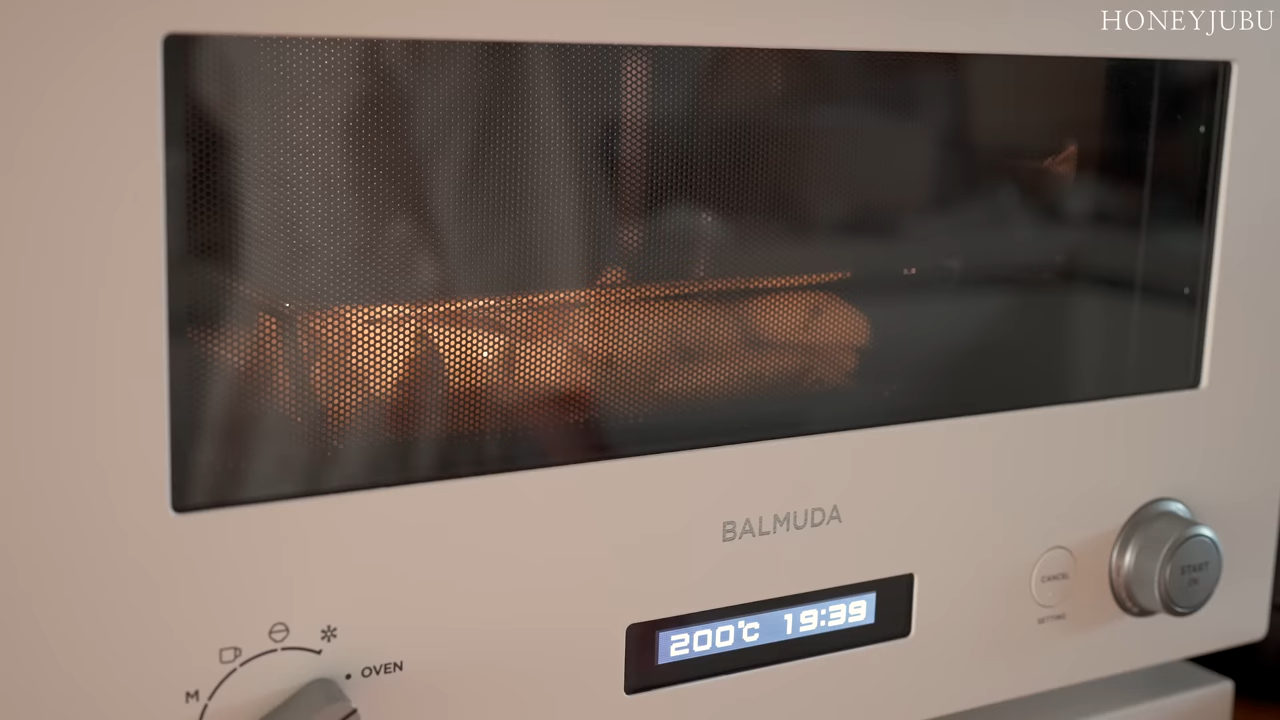 HONEYJUBU
BALMUDA
CANCEL
START
SETTING
200°C 19:39
M
OVEN